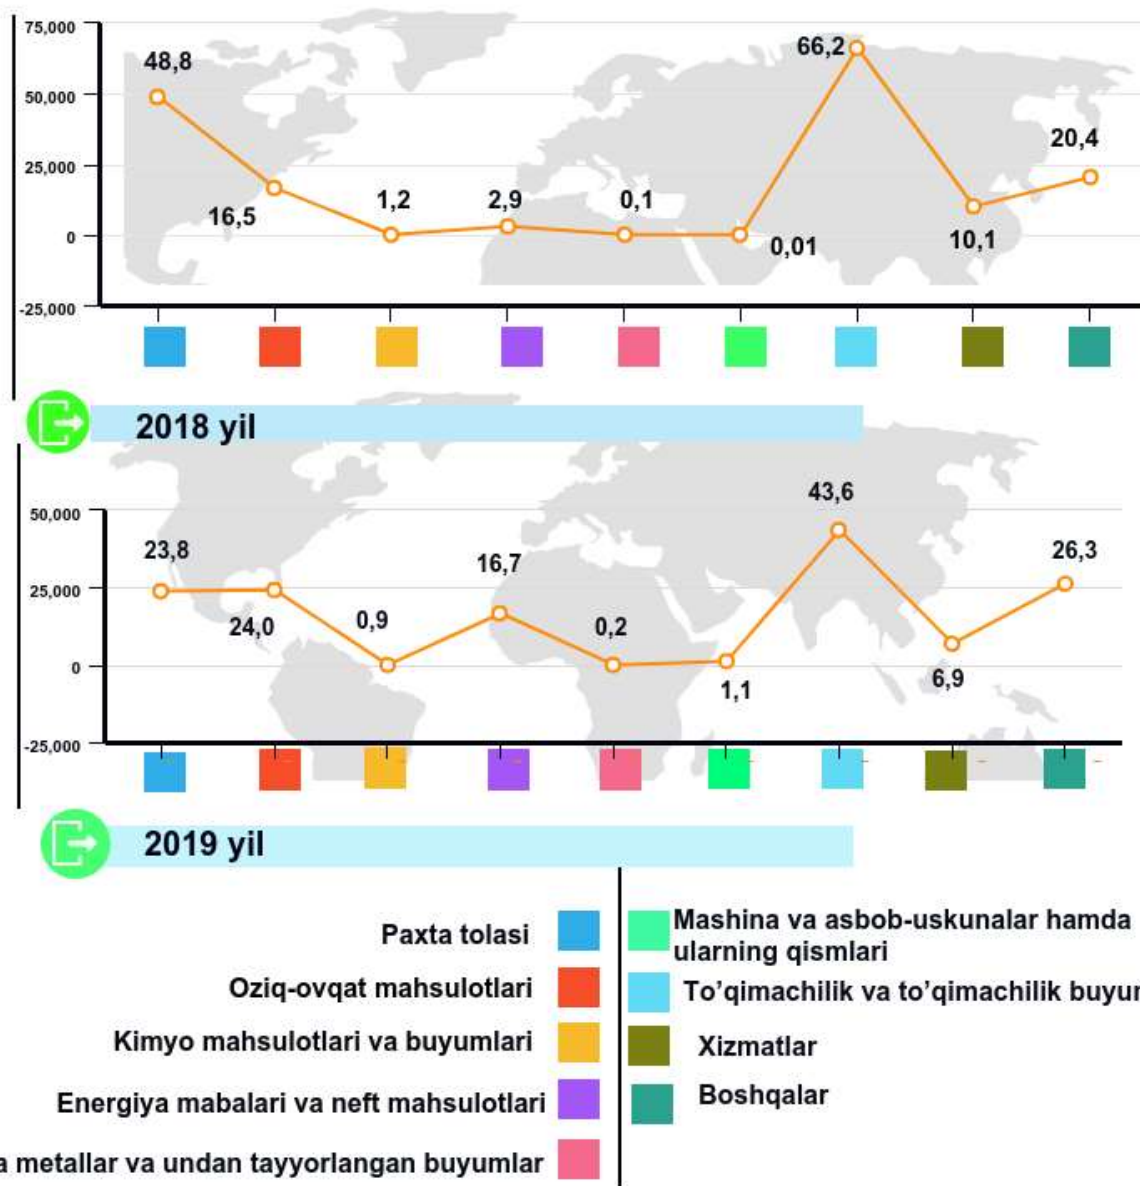 75,000
50,000
25,000
0
-25,000
48,8
16,5
1,2
2,9
0,1
0,01
66,2
10,1
20,4
2018 yil
50,000
25,000
0
-25,000
23,8
24,0
0,9
16,7
0,2
1,1
43,6
6,9
26,3
2019 yil
Paxta tolasi
Oziq-ovqat mahsulotlari
Kimyo mahsulotlari va buyumlari
Energiya mabalari va neft mahsulotlari
metallar va undan tayyorlangan buyumlar
Mashina va asbob-uskunalar hamda
ularning qismlari
To’qimachilik va to’qimachilik
Xizmatlar
Boshqalar